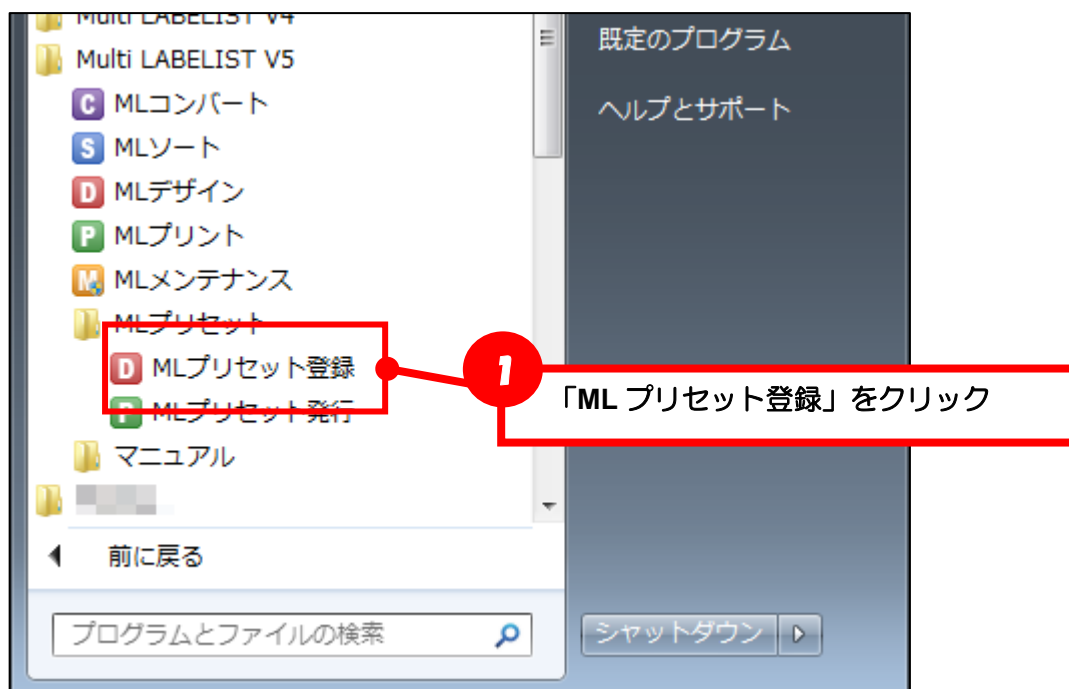 Multi LABELIST V4
Multi LABELIST V5
C MLコンバート
S MLソート
D MLデザイン
P MLプリント
M MLメンテナンス
MLプリセット
D MLプリセット登録
P MLプリセット発行
マニュアル
前に戻る
プログラムとファイルの検索
既定のプログラム
ヘルプとサポート
シャットダウン
1
「ML プリセット登録」をクリック